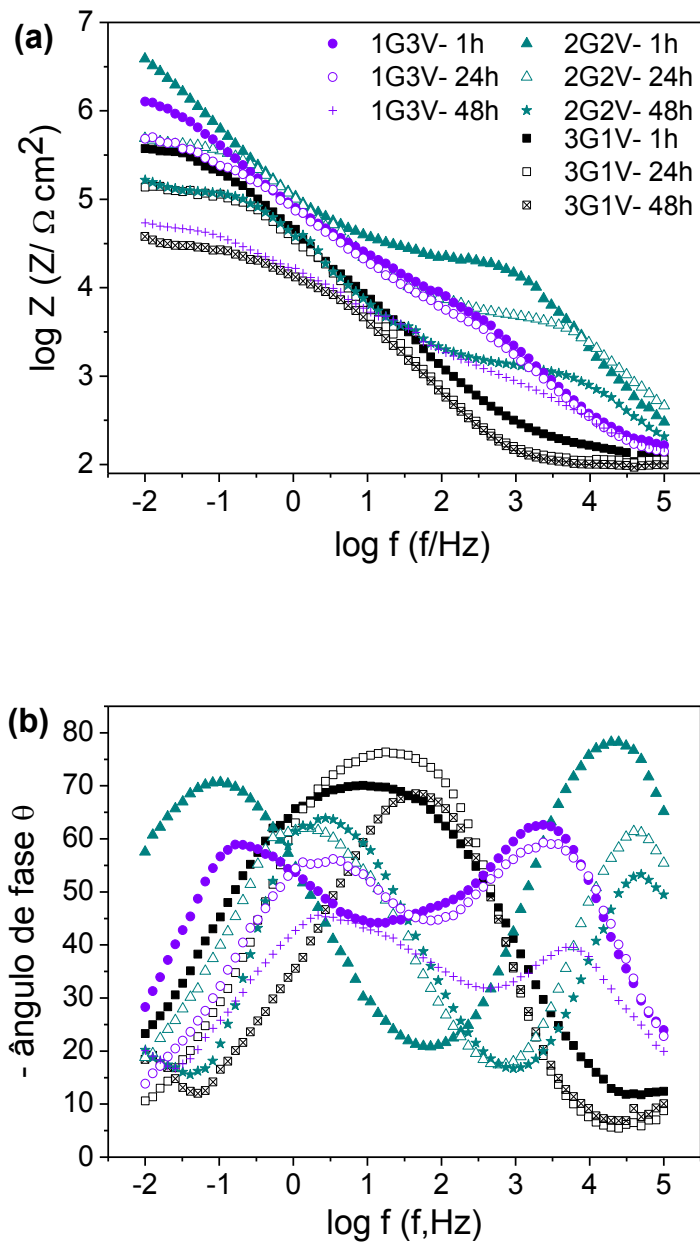 (a)
1G3V- 1h
1G3V- 24h
1G3V- 48h
2G2V- 1h
2G2V- 24h
2G2V- 48h
3G1V- 1h
3G1V- 24h
3G1V- 48h
log Z (Z/ Ω cm²)
7
6
5
4
3
2
-2 -1 0 1 2 3 4 5
log f (f/Hz)
(b)
- ângulo de fase θ
80
70
60
50
40
30
20
10
0
-2 -1 0 1 2 3 4 5
log f (f,Hz)